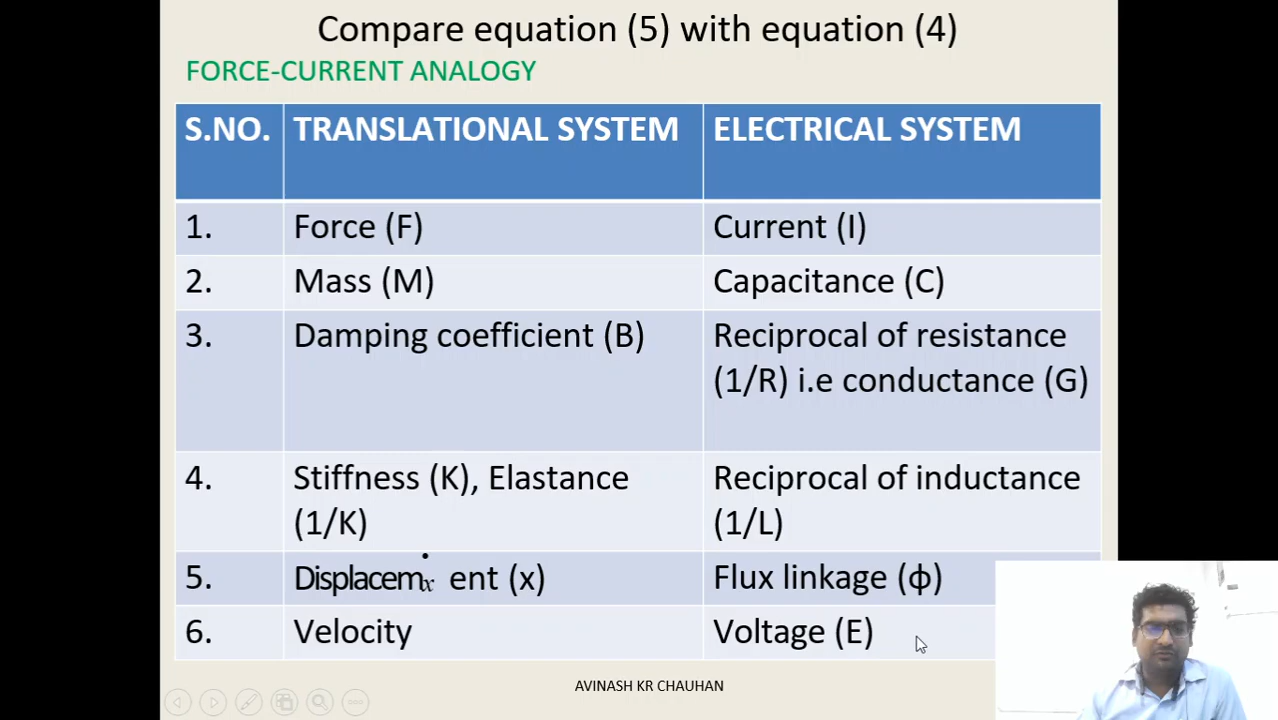 Compare equation (5) with equation (4)
FORCE-CURRENT ANALOGY
S.NO. TRANSLATIONAL SYSTEM ELECTRICAL SYSTEM
1. Force (F) Current (I)
2. Mass (M) Capacitance (C)
3. Damping coefficient (B) Reciprocal of resistance
(1/R) i.e conductance (G)
4. Stiffness (K), Elastance Reciprocal of inductance
(1/K) (1/L)
5. Displacemẋ ent (x) Flux linkage (ϕ)
6. Velocity Voltage (E)
AVINASH KR CHAUHAN